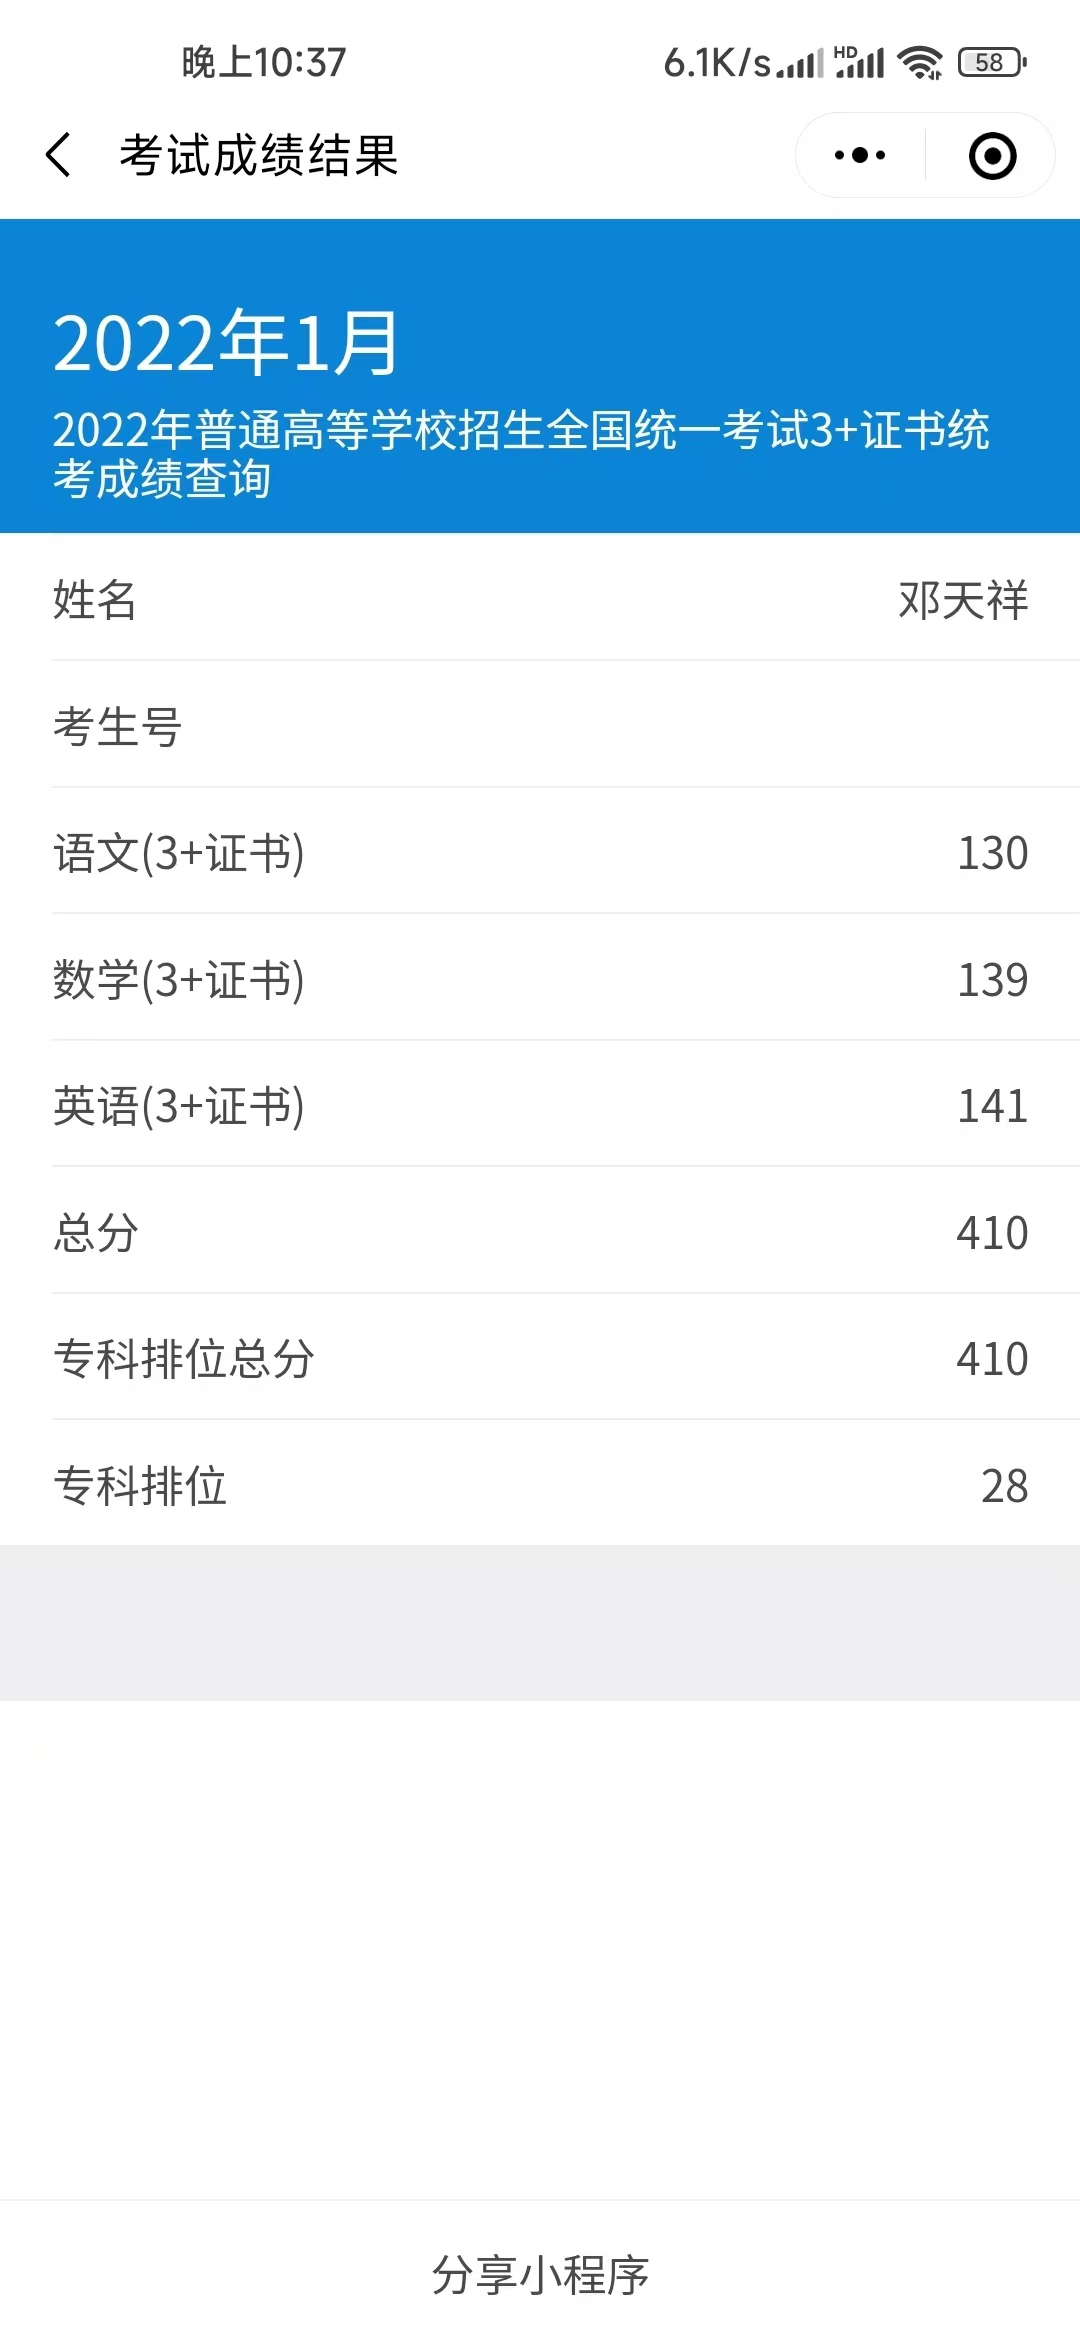 晚上10:37 6.1K/s HD 58
考试成绩结果
2022年1月
2022年普通高等学校招生全国统一考试3+证书统
考成绩查询
姓名 邓天祥
考生号
语文(3+证书) 130
数学(3+证书) 139
英语(3+证书) 141
总分 410
专科排位总分 410
专科排位 28
分享小程序